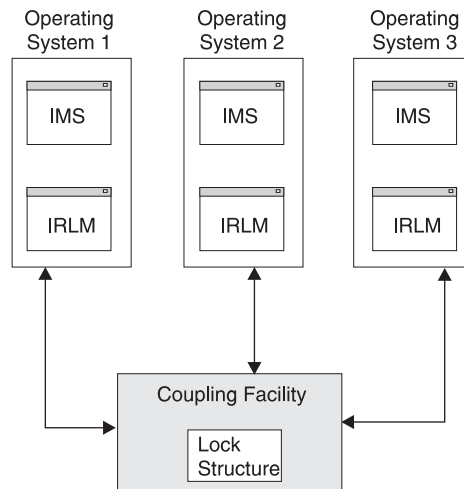 Operating
System 1
Operating
System 2
Operating
System 3
IMS
IMS
IMS
IRLM
IRLM
IRLM
Coupling Facility
Lock
Structure